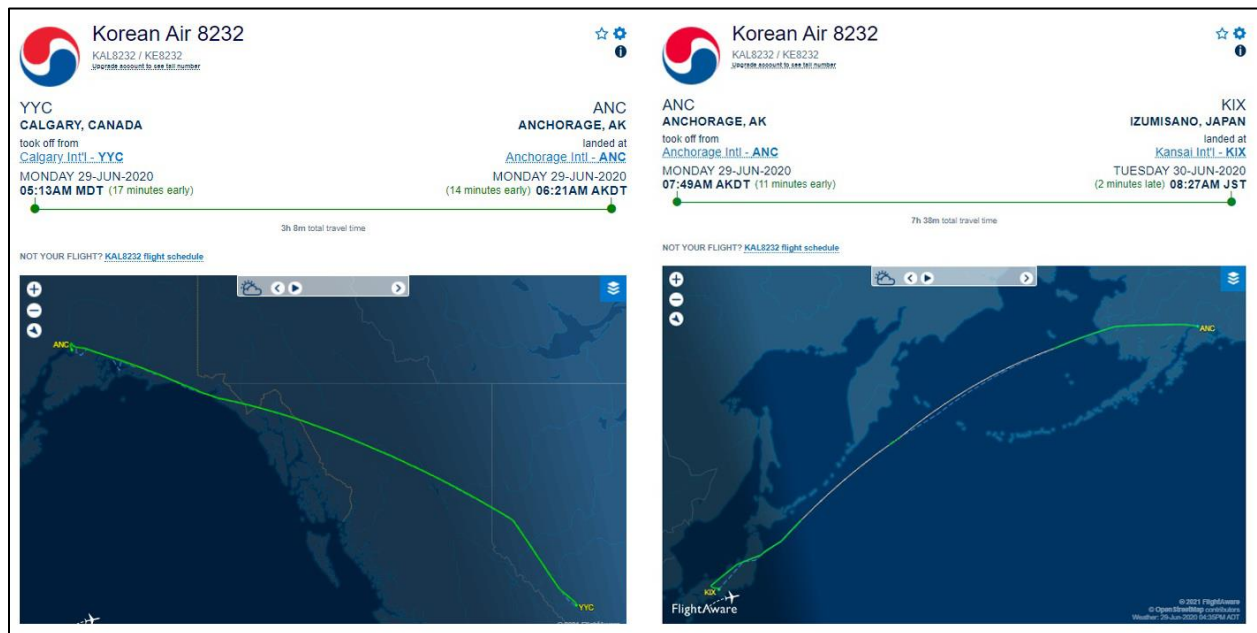 Korean Air 8232
KAL8232 / KE8232
Upgrade account to see tail number
YYC
CALGARY, CANADA
took off from
Calgary Int'l - YYC
MONDAY 29-JUN-2020
05:13AM MDT (17 minutes early)
ANC
ANCHORAGE, AK
landed at
Anchorage Intl - ANC
MONDAY 29-JUN-2020
(14 minutes early) 06:21AM AKDT
3h 8m total travel time
NOT YOUR FLIGHT? KAL8232 flight schedule
ANC
YYC
© 2021 FlightAware
Korean Air 8232
KAL8232 / KE8232
Upgrade account to see tail number
ANC
ANCHORAGE, AK
took off from
Anchorage Intl - ANC
MONDAY 29-JUN-2020
07:49AM AKDT (11 minutes early)
KIX
IZUMISANO, JAPAN
landed at
Kansai Int'l - KIX
TUESDAY 30-JUN-2020
(2 minutes late) 08:27AM JST
7h 38m total travel time
NOT YOUR FLIGHT? KAL8232 flight schedule
ANC
KIX
FlightAware
© 2021 FlightAware
© OpenStreetMap contributors
Weather: 29-Jun-2020 04:35PM ADT